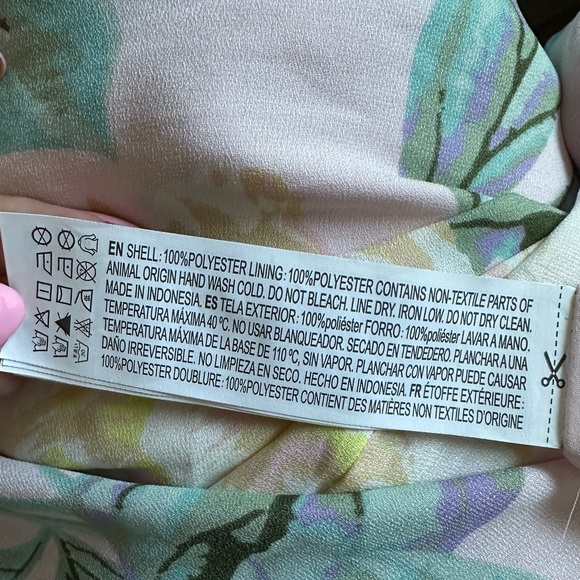 EN SHELL: 100%POLYESTER LINING: 100%POLYESTER CONTAINS NON-TEXTILE PARTS OF
ANIMAL ORIGIN HAND WASH COLD. DO NOT BLEACH. LINE DRY. IRON LOW. DO NOT DRY CLEAN.
MADE IN INDONESIA. ES TELA EXTERIOR: 100%poliéster FORRO: 100%poliéster LAVAR A MANO.
TEMPERATURA MÁXIMA 40 ºC. NO USAR BLANQUEADOR. SECADO EN TENDEDERO. PLANCHAR A UNA
TEMPERATURA MÁXIMA DE LA BASE DE 110 ºC, SIN VAPOR. PLANCHAR CON VAPOR PUEDE CAUSAR
DAÑO IRREVERSIBLE. NO LIMPIEZA EN SECO. HECHO EN INDONESIA. FR ÉTOFFE EXTÉRIEURE:
100%POLYESTER DOUBLURE: 100%POLYESTER CONTIENT DES MATIÈRES NON TEXTILES D'ORIGINE